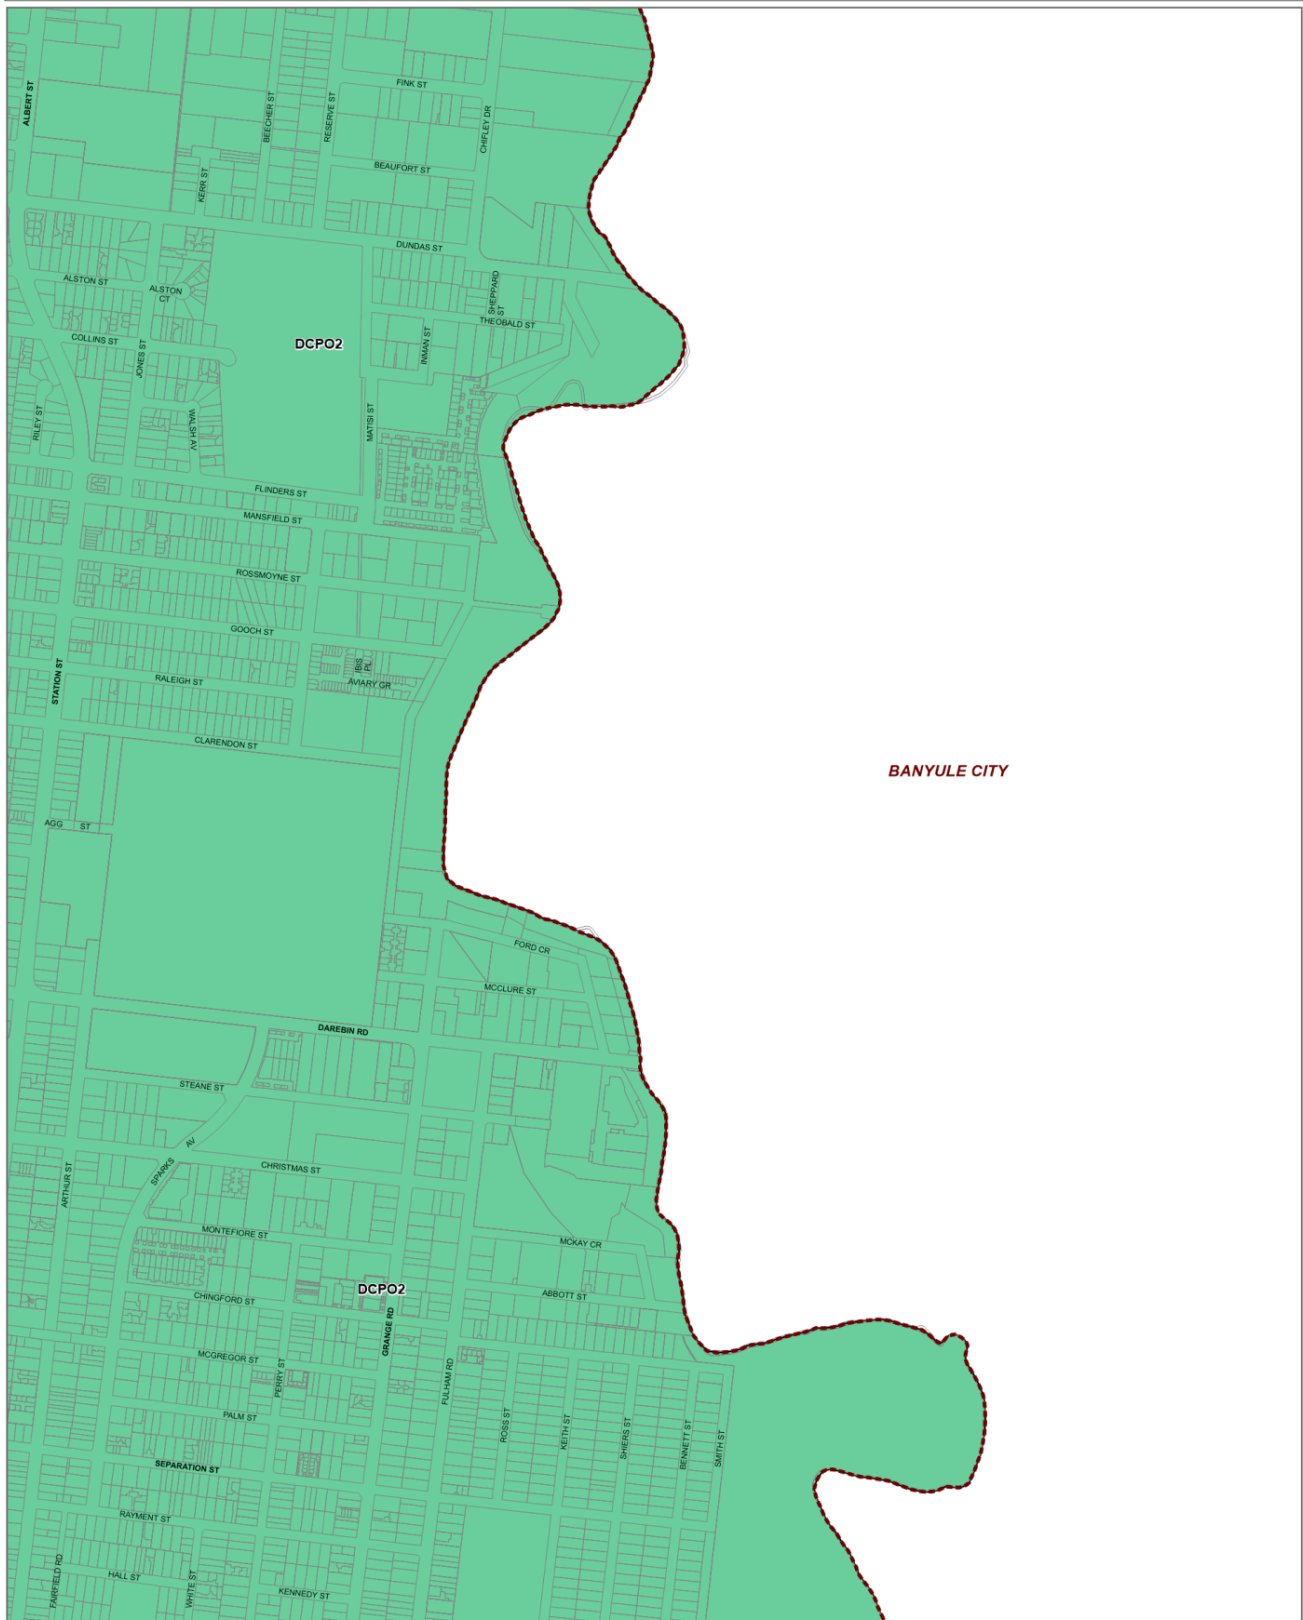 FINK ST
ALBERT ST
BEECHER ST
RESERVE ST
CHIFLEY DR
BEAUFORT ST
KERR ST
DUNDAS ST
ALSTON ST
ALSTON
CT
SHEPPARD
ST
THEOBALD ST
COLLINS ST
JONES ST
DCPO2
INMAN ST
RILEY ST
WALSH AV
MATISI ST
FLINDERS ST
MANSFIELD ST
ROSSMOYNE ST
GOOCH ST
STATION ST
RALEIGH ST
IBIS
PL
AVIARY GR
CLARENDON ST
BANYULE CITY
AGG ST
FORD CR
MCCLURE ST
DAREBIN RD
STEANE ST
SPARKS AV
ARTHUR ST
CHRISTMAS ST
MONTEFIORE ST
MCKAY CR
DCPO2
CHINGFORD ST
ABBOTT ST
GRANGE RD
MCGREGOR ST
PERRY ST
FULHAM RD
PALM ST
ROSS ST
KEITH ST
SHIERS ST
BENNETT ST
SMITH ST
SEPARATION ST
RAYMENT ST
FAIRFIELD RD
HALL ST
WHITE ST
KENNEDY ST